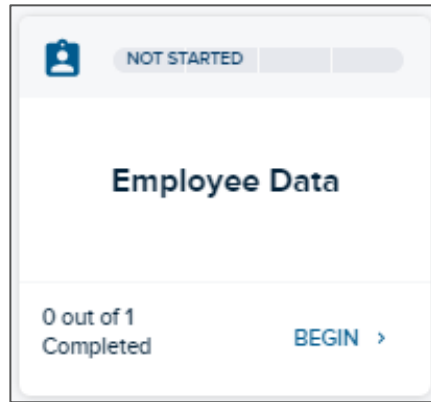 NOT STARTED
Employee Data
0 out of 1
Completed
BEGIN >